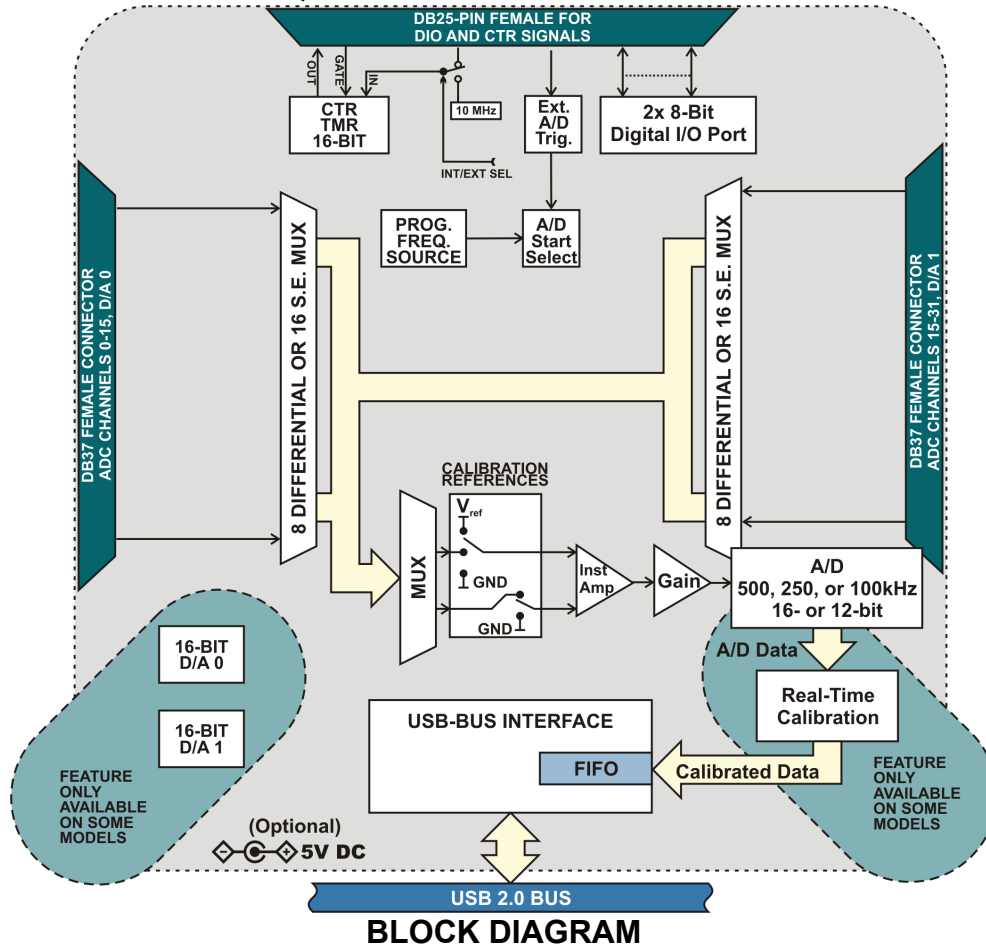 DB25-PIN FEMALE FOR
DIO AND CTR SIGNALS
OUT
GATE
IN
CTR
TMR
16-BIT
10 MHz
INT/EXT SEL
Ext.
A/D
Trig.
2x 8-Bit
Digital I/O Port
PROG.
FREQ.
SOURCE
A/D
Start
Select
DB37 FEMALE CONNECTOR
ADC CHANNELS 0-15, D/A 0
8 DIFFERENTIAL OR 16 S.E. MUX
8 DIFFERENTIAL OR 16 S.E. MUX
DB37 FEMALE CONNECTOR
ADC CHANNELS 15-31, D/A 1
CALIBRATION
REFERENCES
MUX
Vref
GND
GND
Inst
Amp
Gain
A/D
500, 250, or 100kHz
16- or 12-bit
A/D Data
Real-Time
Calibration
16-BIT
D/A 0
16-BIT
D/A 1
FEATURE
ONLY
AVAILABLE
ON SOME
MODELS
USB-BUS INTERFACE
FIFO
Calibrated Data
FEATURE
ONLY
AVAILABLE
ON SOME
MODELS
(Optional)
5V DC
USB 2.0 BUS
BLOCK DIAGRAM